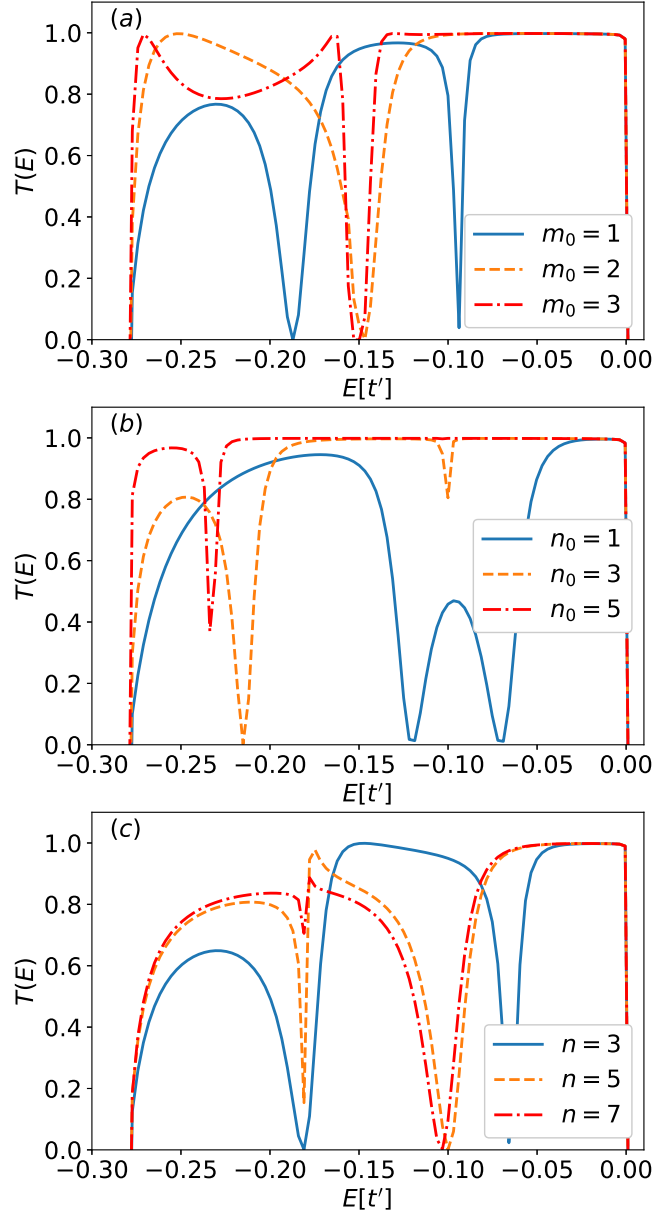 (a)
1.0
0.8
0.6
0.4
0.2
0.0
T(E)
m₀ = 1
m₀ = 2
m₀ = 3
−0.30 −0.25 −0.20 −0.15 −0.10 −0.05 0.00
E[t′]
(b)
1.0
0.8
0.6
0.4
0.2
0.0
T(E)
n₀ = 1
n₀ = 3
n₀ = 5
−0.30 −0.25 −0.20 −0.15 −0.10 −0.05 0.00
E[t′]
(c)
1.0
0.8
0.6
0.4
0.2
0.0
T(E)
n = 3
n = 5
n = 7
−0.30 −0.25 −0.20 −0.15 −0.10 −0.05 0.00
E[t′]